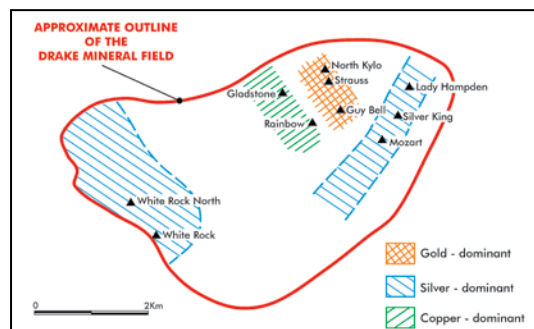 APPROXIMATE OUTLINE
OF THE
DRAKE MINERAL FIELD
North Kylo
Strauss
Gladstone
Lady Hampden
Guy Bell
Rainbow
Silver King
Mozart
White Rock North
White Rock
Gold - dominant
Silver - dominant
Copper - dominant
0 2Km